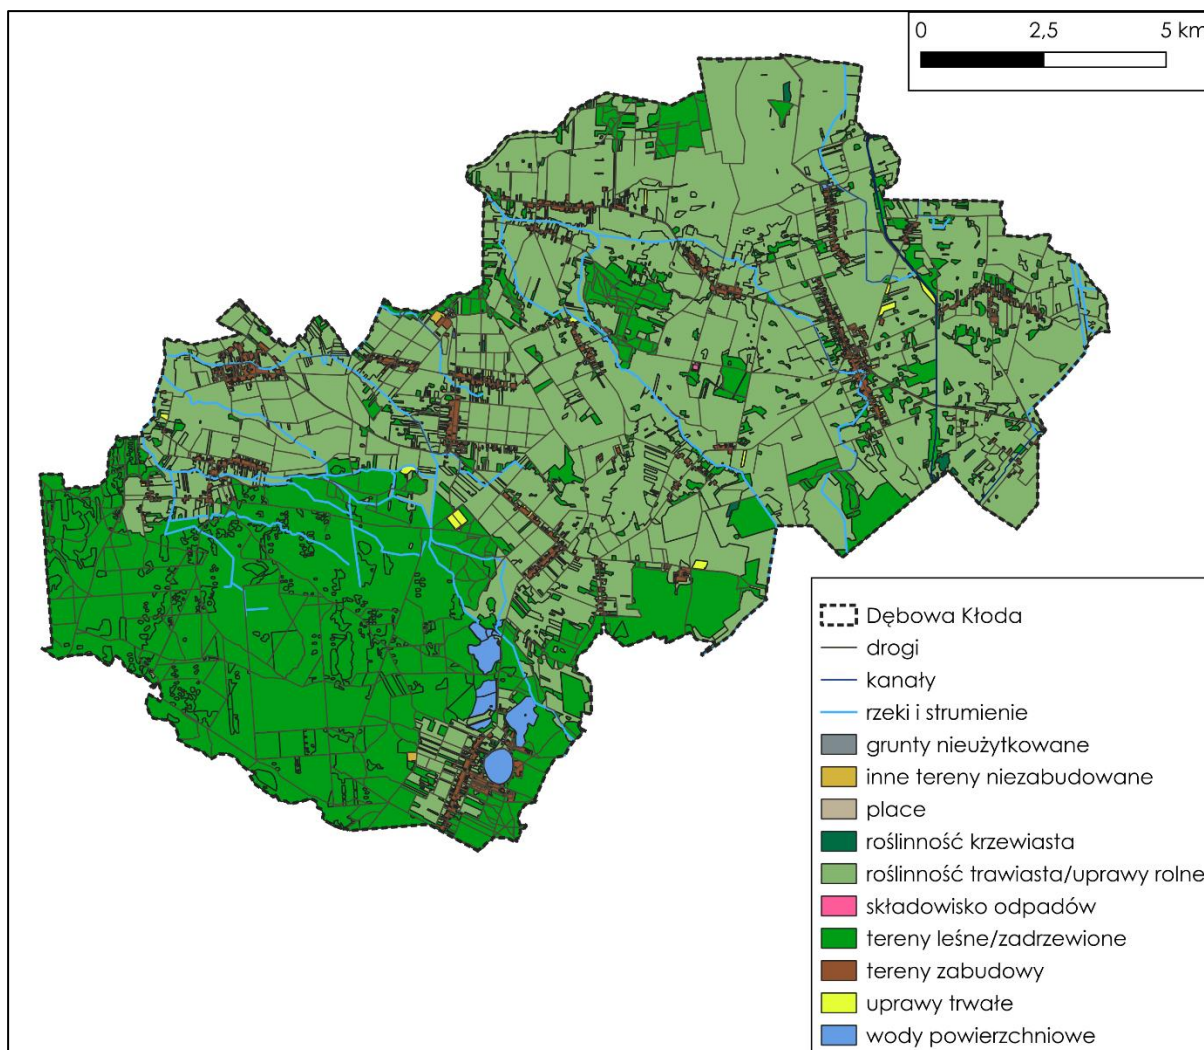 0 2,5 5 km
Dębowa Kłoda
drogi
kanały
rzeki i strumienie
grunty nieużytkowane
inne tereny niezabudowane
place
roślinność krzewiasta
roślinność trawiasta/uprawy rolne
składowisko odpadów
tereny leśne/zadrzewione
tereny zabudowy
uprawy trwałe
wody powierzchniowe